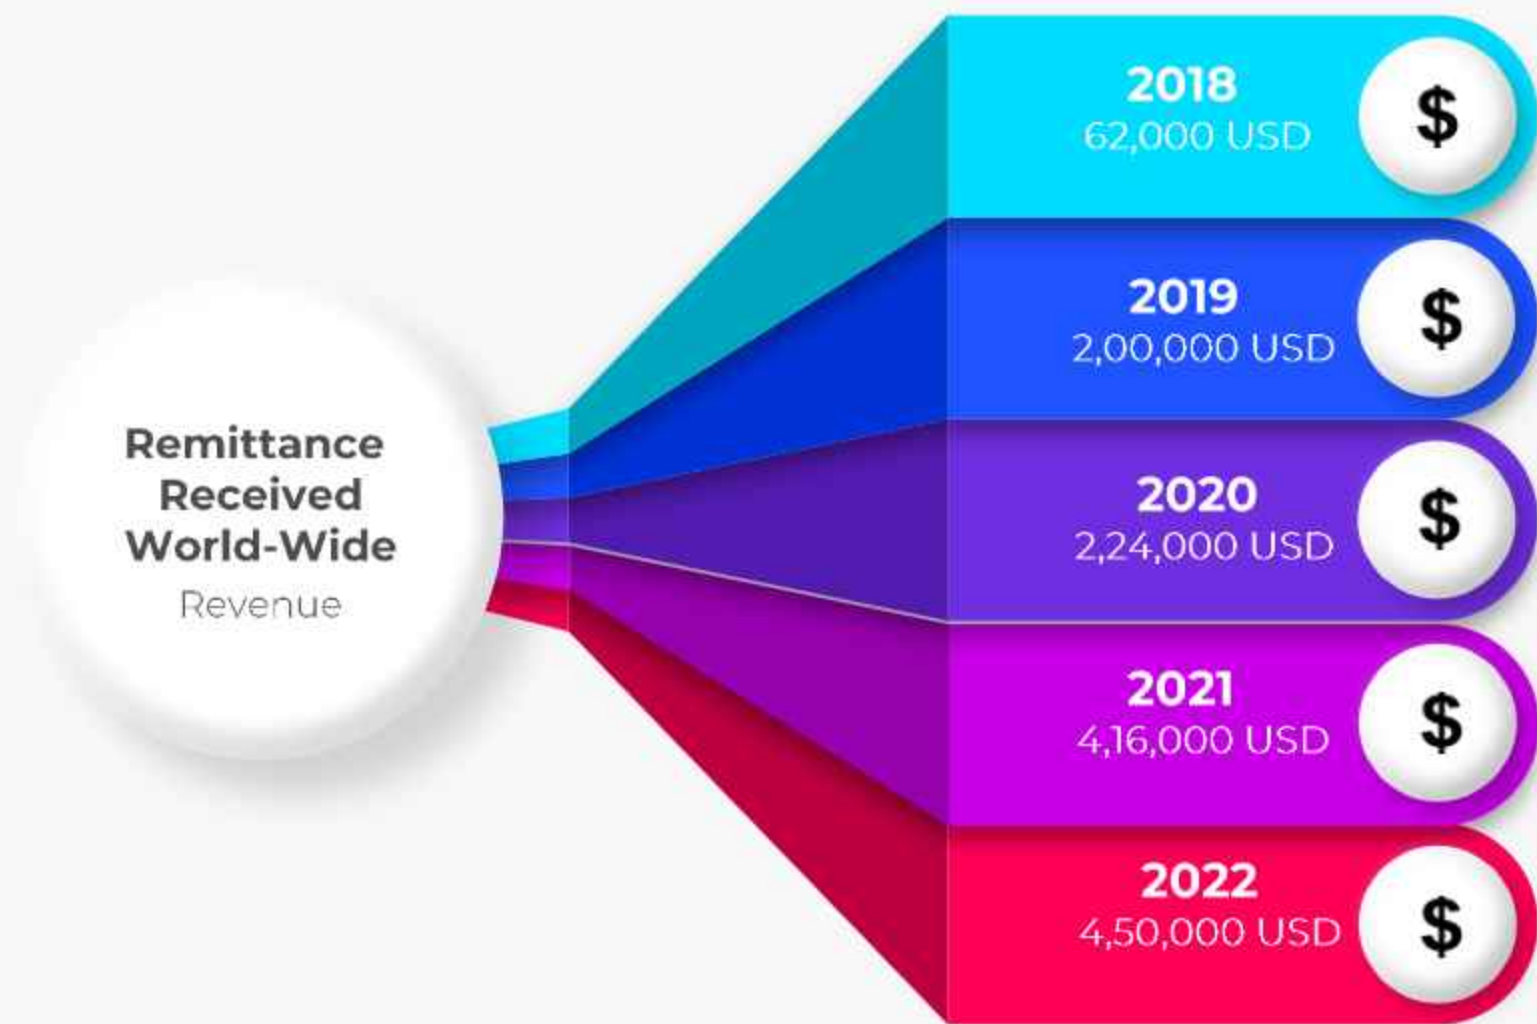 Remittance
Received
World-Wide
Revenue
2018
62,000 USD
$
2019
2,00,000 USD
$
2020
2,24,000 USD
$
2021
4,16,000 USD
$
2022
4,50,000 USD
$